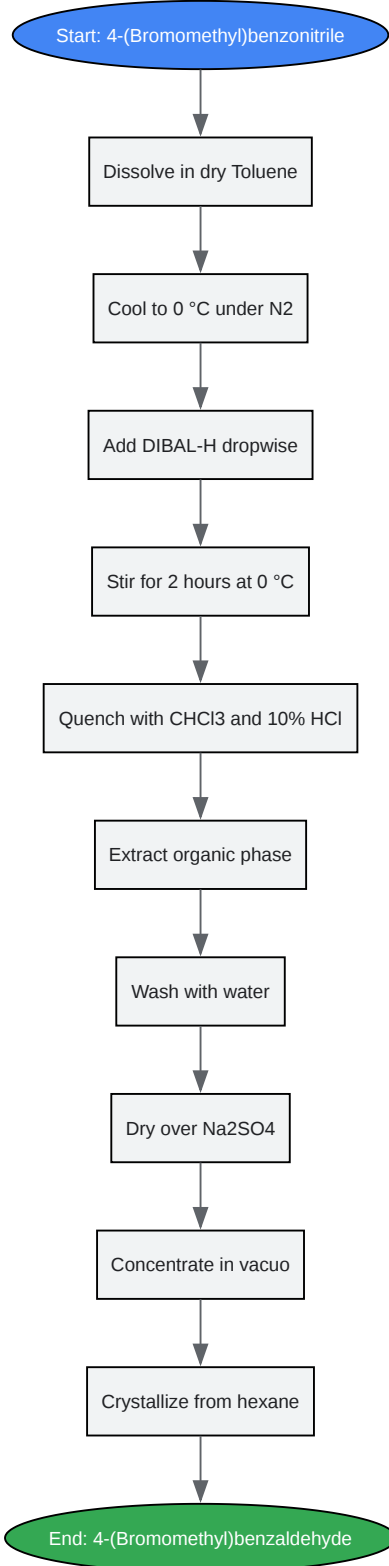 Start: 4-(Bromomethyl)benzonitrile
Dissolve in dry Toluene
Cool to 0 °C under N2
Add DIBAL-H dropwise
Stir for 2 hours at 0 °C
Quench with CHCl3 and 10% HCl
Extract organic phase
Wash with water
Dry over Na2SO4
Concentrate in vacuo
Crystallize from hexane
End: 4-(Bromomethyl)benzaldehyde